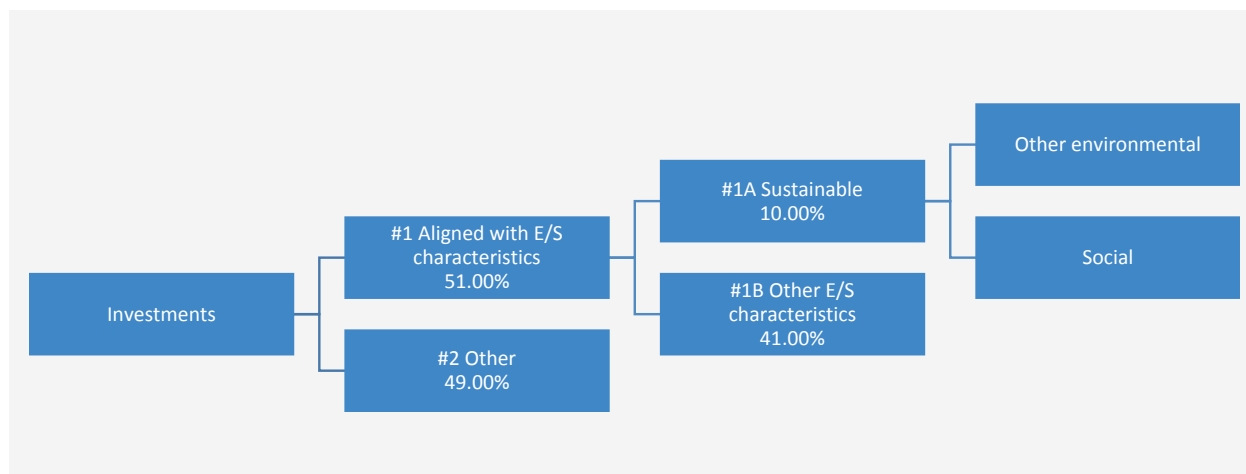 Investments
#1 Aligned with E/S
characteristics
51.00%
#2 Other
49.00%
#1A Sustainable
10.00%
#1B Other E/S
characteristics
41.00%
Other environmental
Social